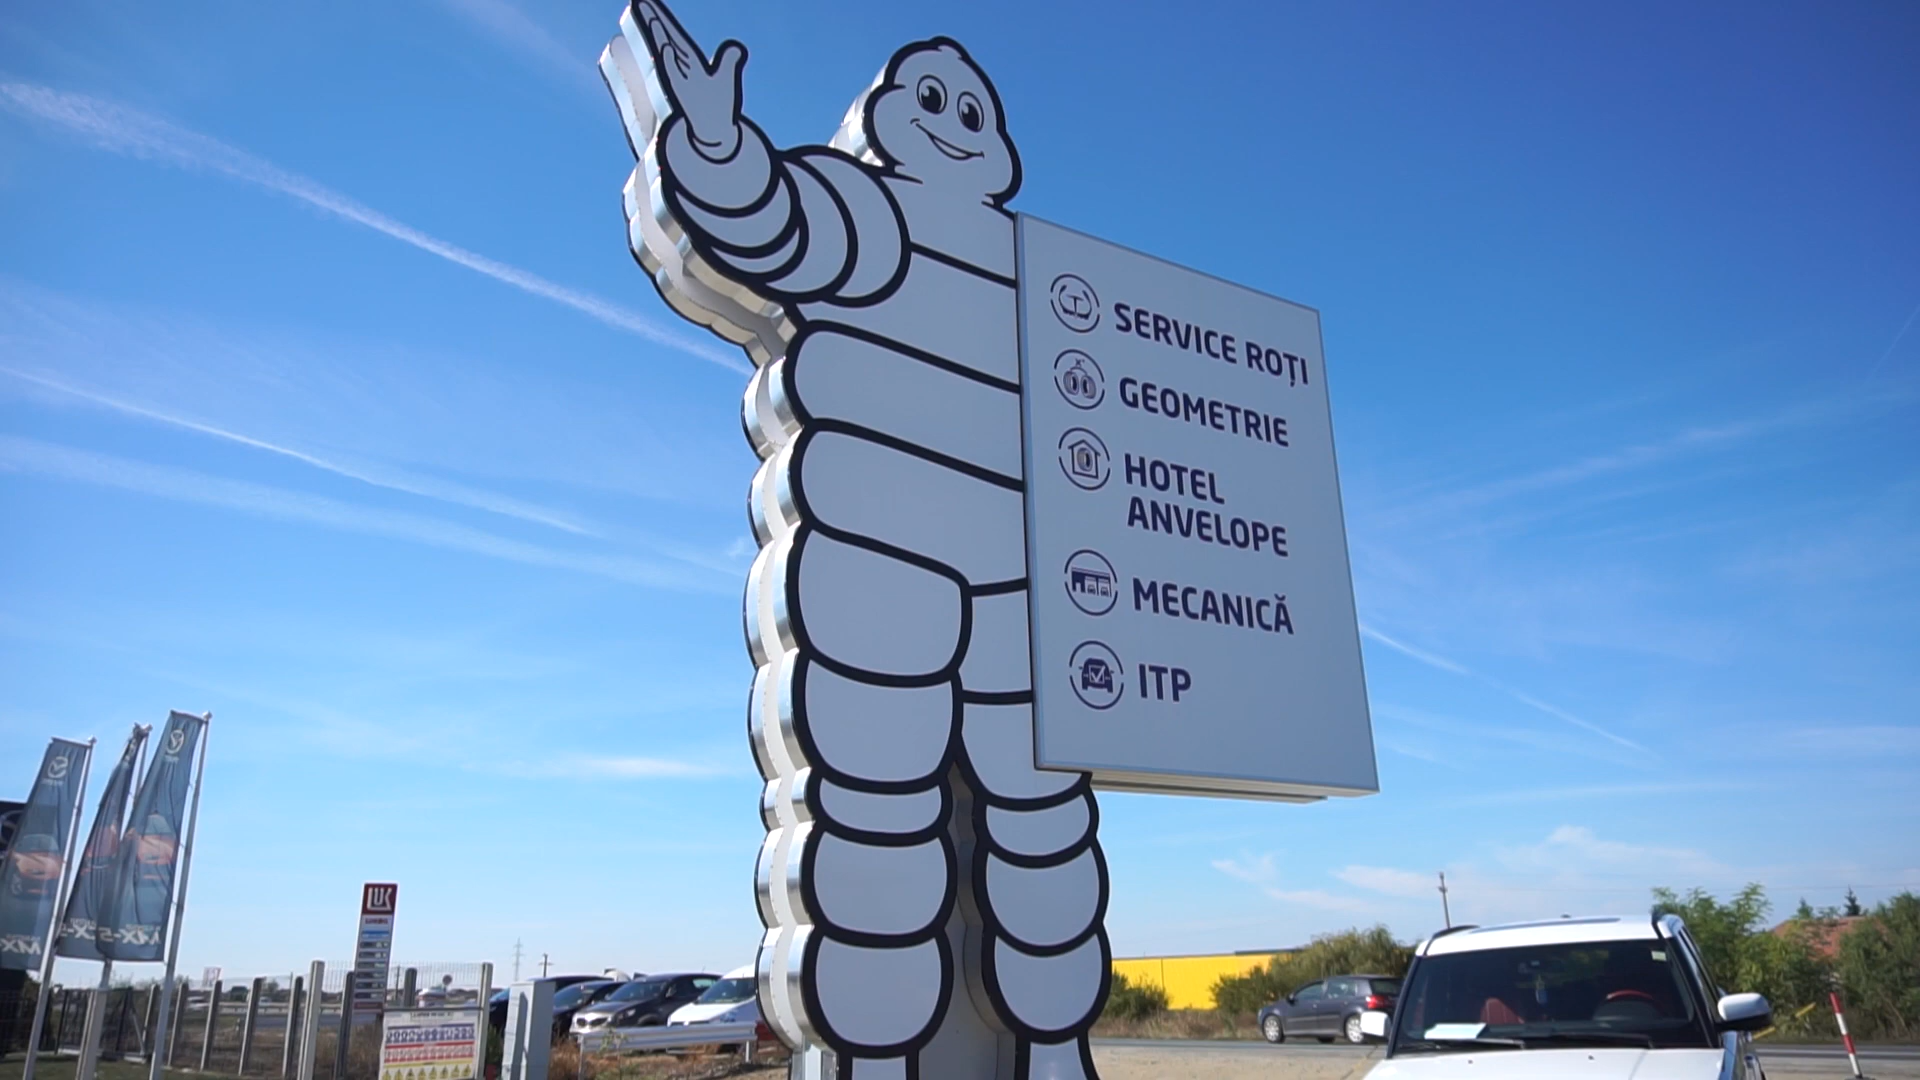 SERVICE ROȚI
GEOMETRIE
HOTEL
ANVELOPE
MECANICĂ
ITP
LUK